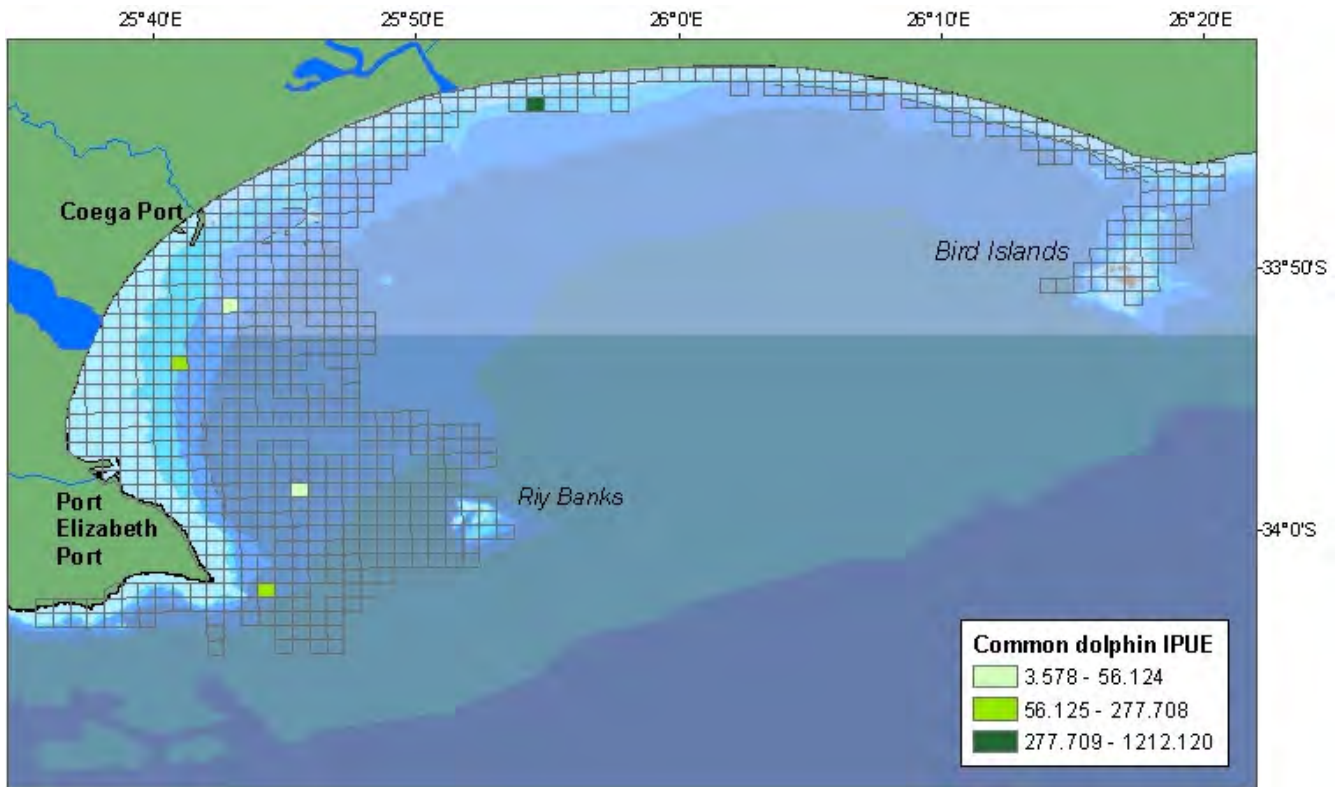 25°40'E 25°50'E 26°0'E 26°10'E 26°20'E
Coega Port
Bird Islands
33°50'S
Riy Banks
Port
Elizabeth
Port
34°0'S
Common dolphin IPUE
3.578 - 56.124
56.125 - 277.708
277.709 - 1212.120